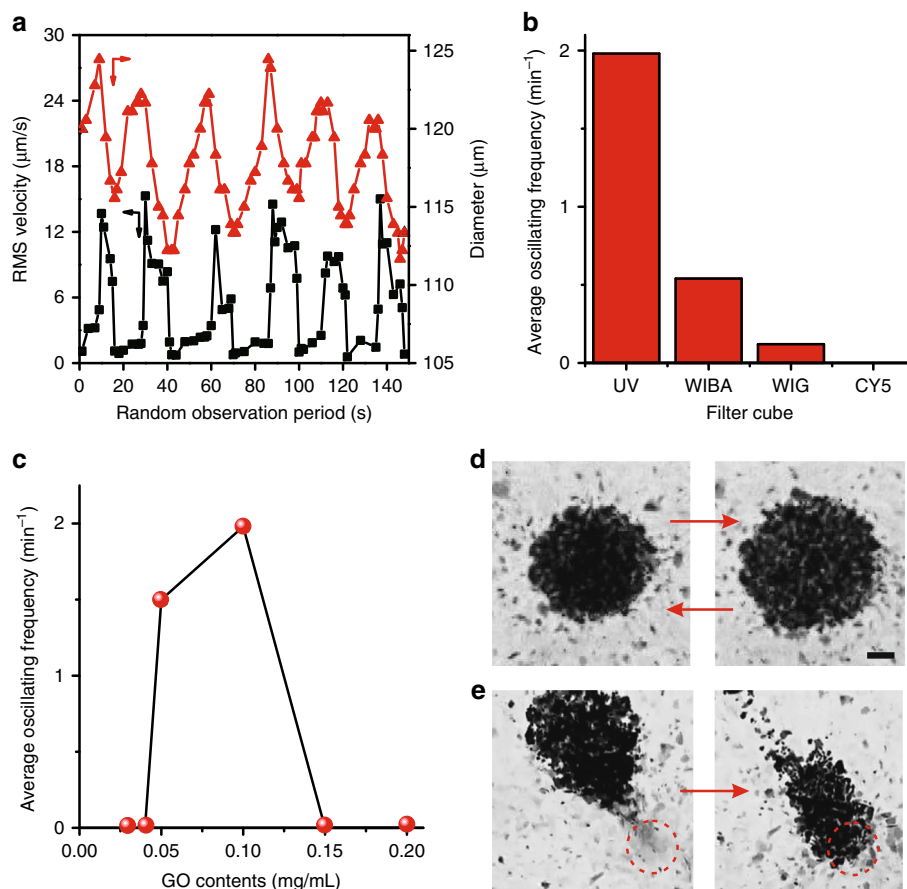 a
30
24
18
12
6
0
RMS velocity (μm/s)
125
120
115
110
105
Diameter (μm)
0 20 40 60 80 100 120 140
Random observation period (s)
b
2
1
0
Average oscillating frequency (min⁻¹)
UV WIBA WIG CY5
Filter cube
c
2
1
0
Average oscillating frequency (min⁻¹)
0.00 0.05 0.10 0.15 0.20
GO contents (mg/mL)
d
e